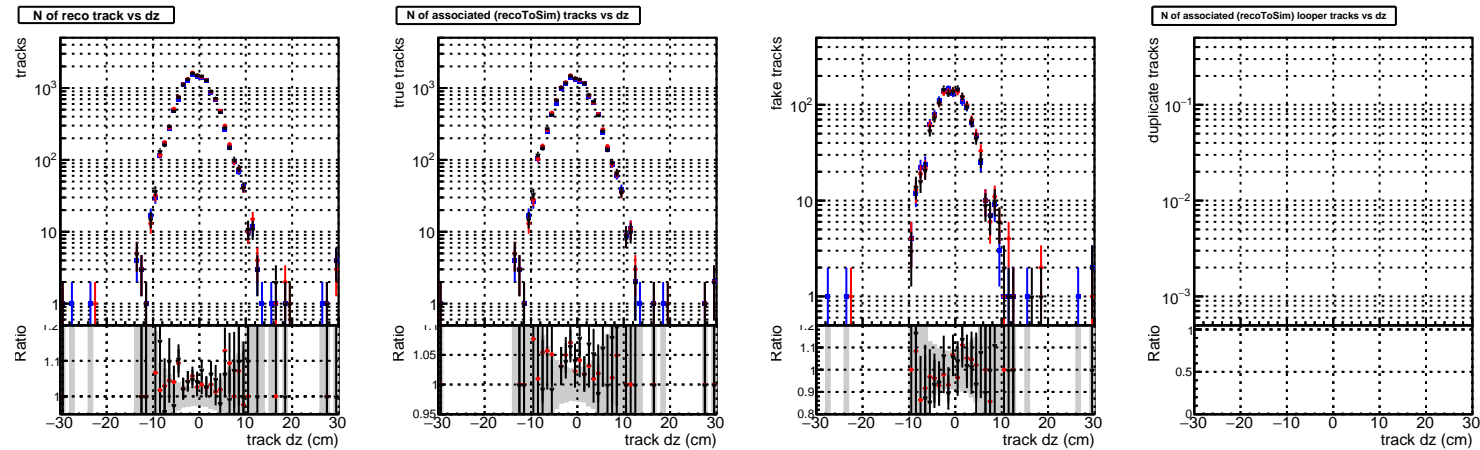 N of reco track vs dz
tracks
10³
10²
10
1
Ratio
1.2
1.1
1
−30 −20 −10 0 10 20 30
track dz (cm)
N of associated (recoToSim) tracks vs dz
true tracks
10³
10²
10
1
Ratio
1.1
1.05
1
0.95
−30 −20 −10 0 10 20 30
track dz (cm)
fake tracks
10²
10
1
Ratio
1.2
1.1
1
0.9
0.8
−30 −20 −10 0 10 20 30
track dz (cm)
N of associated (recoToSim) looper tracks vs dz
duplicate tracks
10⁻¹
10⁻²
10⁻³
Ratio
1
0.5
0
−30 −20 −10 0 10 20 30
track dz (cm)